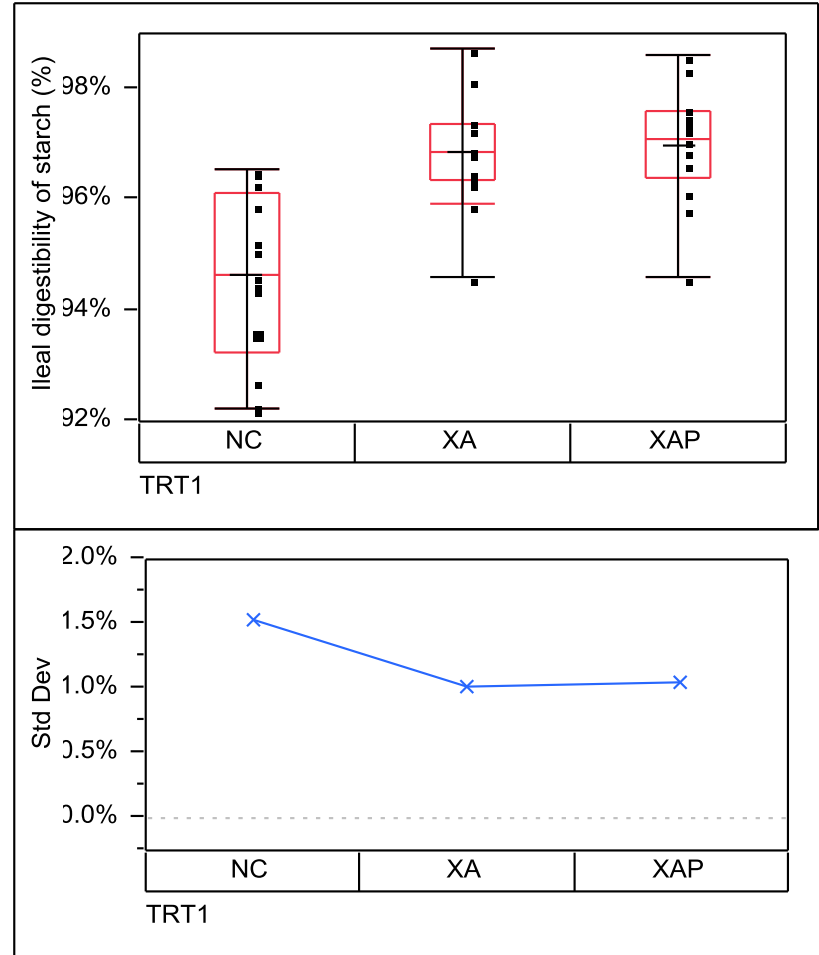 Ileal digestibility of starch (%)
98%
96%
94%
92%
NC XA XAP
TRT1
Std Dev
2.0%
1.5%
1.0%
0.5%
0.0%
NC XA XAP
TRT1